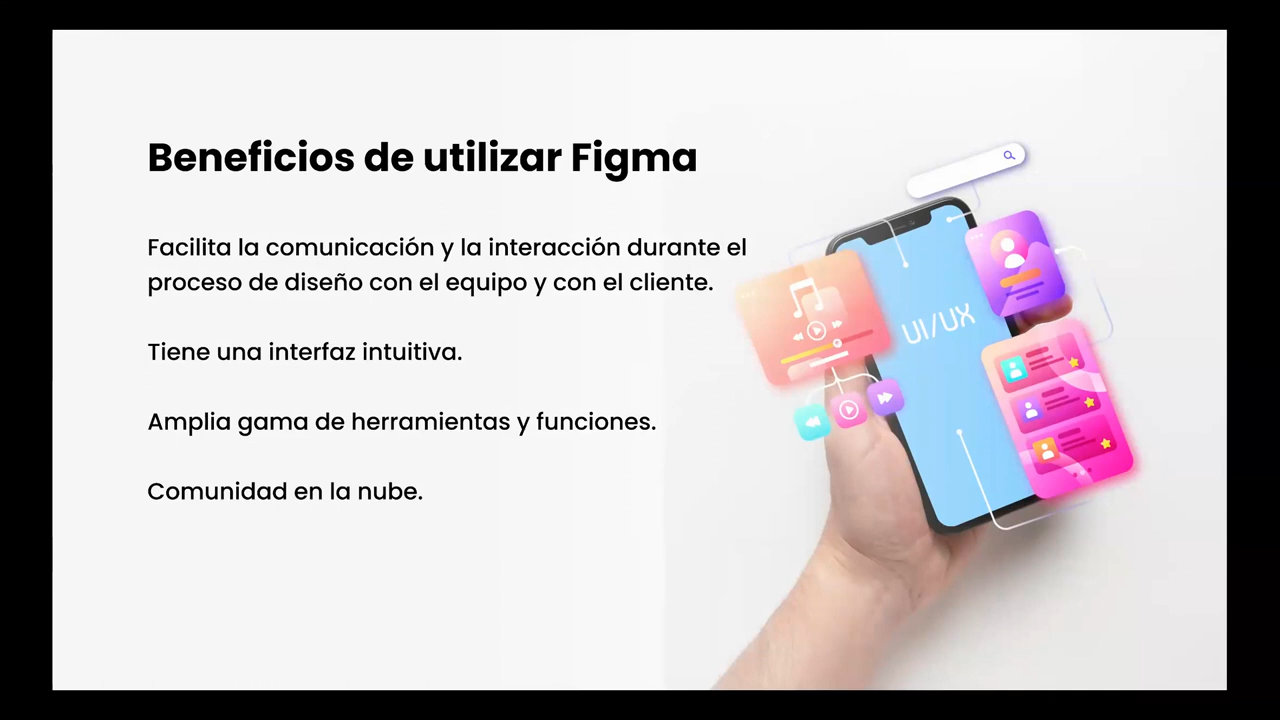 Beneficios de utilizar Figma
Facilita la comunicación y la interacción durante el
proceso de diseño con el equipo y con el cliente.
Tiene una interfaz intuitiva.
Amplia gama de herramientas y funciones.
Comunidad en la nube.
UI/UX